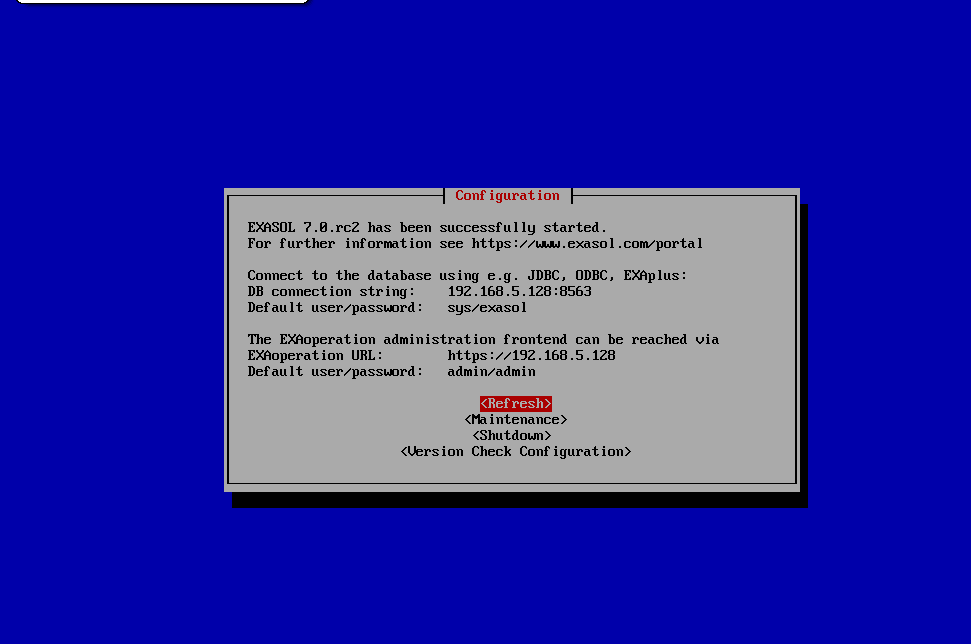 Configuration
EXASOL 7.0.rc2 has been successfully started.
For further information see https://www.exasol.com/portal
Connect to the database using e.g. JDBC, ODBC, EXAplus:
DB connection string: 192.168.5.128:8563
Default user/password: sys/exasol
The EXAoperation administration frontend can be reached via
EXAoperation URL: https://192.168.5.128
Default user/password: admin/admin
<Refresh>
<Maintenance>
<Shutdown>
<Version Check Configuration>